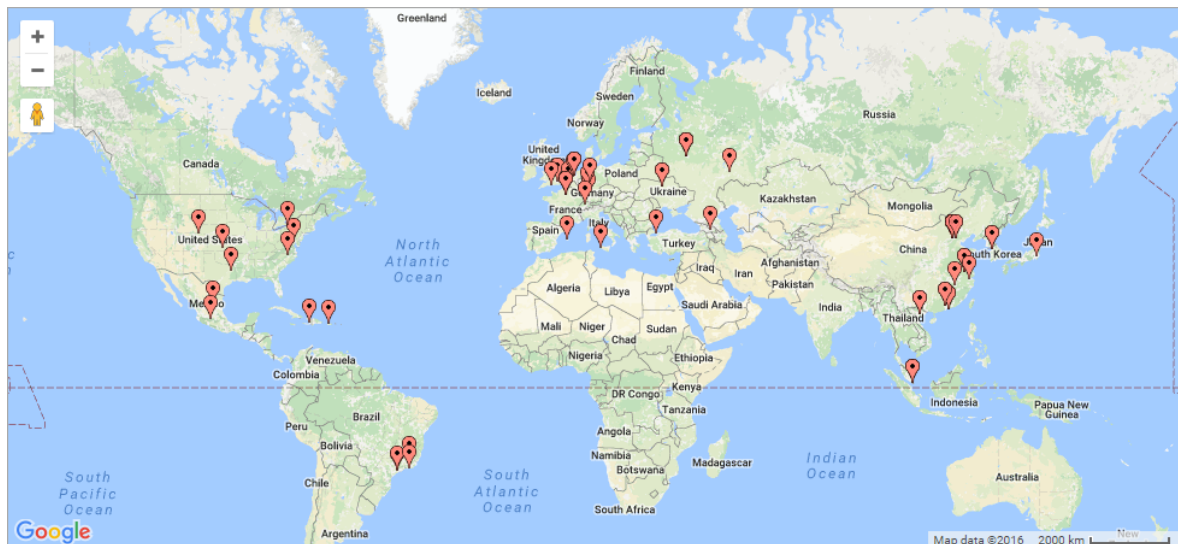 Greenland
Iceland
Finland
Sweden
Norway
Russia
United
Canada
Poland
Ukraine
Germany
Kazakhstan
Mongolia
France
Italy
Spain
United States
North
Atlantic
Ocean
Turkey
China
South Korea
Japan
Afghanistan
Iraq
Iran
Pakistan
Algeria
Libya
Egypt
Saudi Arabia
India
Thailand
Mali
Niger
Sudan
Chad
Nigeria
Ethiopia
Venezuela
Colombia
Kenya
DR Congo
Tanzania
Indonesia
Papua New
Guinea
Brazil
Peru
Bolivia
Angola
Namibia
Botswana
Madagascar
Indian
Ocean
South
Pacific
Ocean
Chile
South
Atlantic
Ocean
Australia
South Africa
Argentina
Google
Map data ©2016 2000 km
New